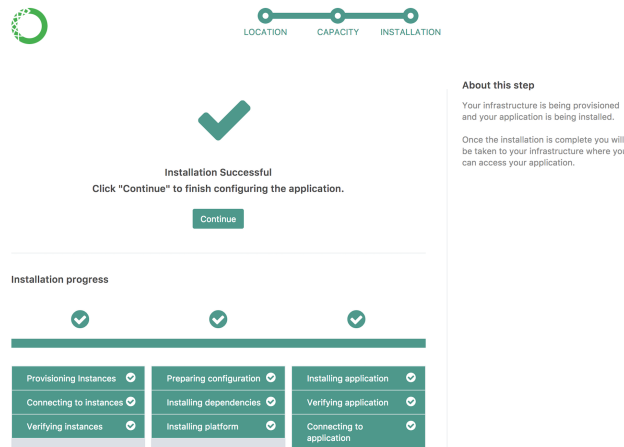 LOCATION CAPACITY INSTALLATION
About this step
Your infrastructure is being provisioned
and your application is being installed.
Once the installation is complete you will
be taken to your infrastructure where you
can access your application.
Installation Successful
Click "Continue" to finish configuring the application.
Continue
Installation progress
Provisioning Instances
Connecting to instances
Verifying instances
Preparing configuration
Installing dependencies
Installing platform
Installing application
Verifying application
Connecting to
application